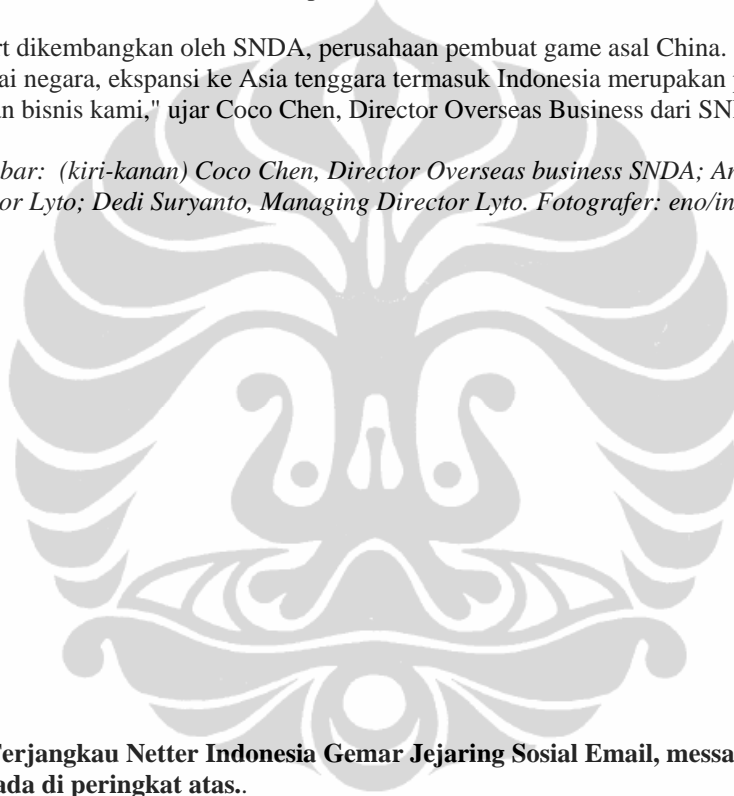 rt dikembangkan oleh SNDA, perusahaan pembuat game asal China.
ai negara, ekspansi ke Asia tenggara termasuk Indonesia merupakan
an bisnis kami," ujar Coco Chen, Director Overseas Business dari
bar: (kiri-kanan) Coco Chen, Director Overseas business SNDA;
or Lyto; Dedi Suryanto, Managing Director Lyto. Fotografer: eno/in
Terjangkau Netter Indonesia Gemar Jejaring Sosial Email, messa
ada di peringkat atas..